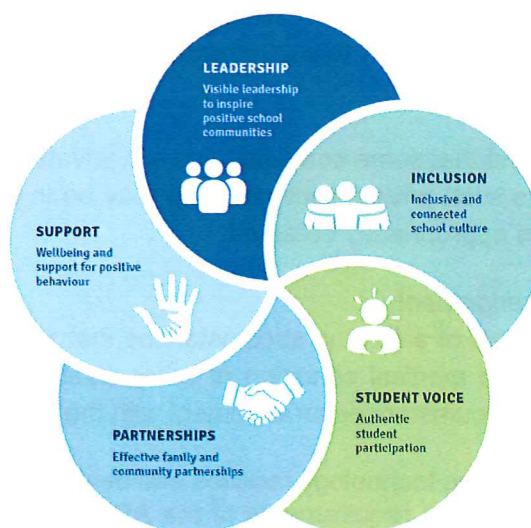 LEADERSHIP
Visible leadership
to inspire
positive school
communities
INCLUSION
Inclusive and
connected
school culture
STUDENT VOICE
Authentic
student
participation
PARTNERSHIPS
Effective family and
community partnerships
SUPPORT
Wellbeing and
support for positive
behaviour